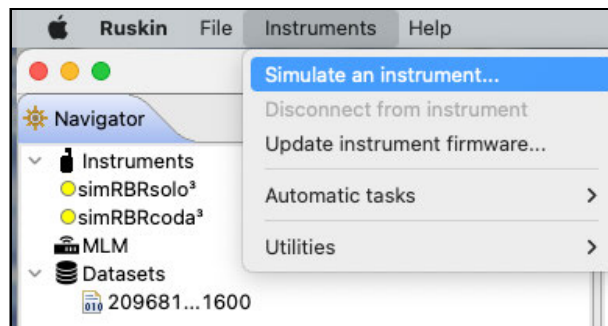 Ruskin File Instruments Help
Simulate an instrument...
Disconnect from instrument
Update instrument firmware...
Automatic tasks
Utilities
Navigator
Instruments
simRBRsolo³
simRBRcoda³
MLM
Datasets
010 209681...1600